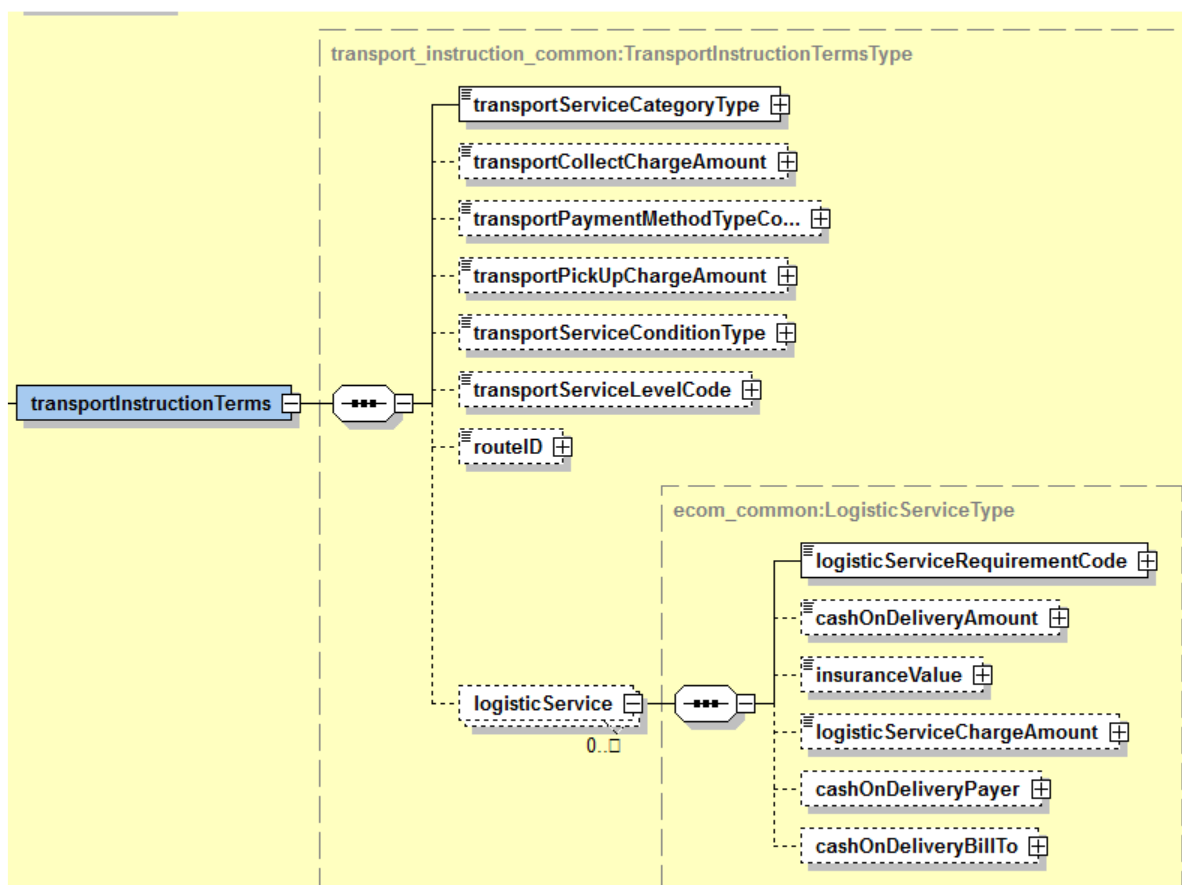 transport_instruction_common:TransportInstructionTermsType
transportServiceCategoryType
transportCollectChargeAmount
transportPaymentMethodTypeCo...
transportPickUpChargeAmount
transportServiceConditionType
transportInstructionTerms
transportServiceLevelCode
routeID
ecom_common:LogisticServiceType
logisticServiceRequirementCode
cashOnDeliveryAmount
insuranceValue
logisticService
0..□
logisticServiceChargeAmount
cashOnDeliveryPayer
cashOnDeliveryBillTo